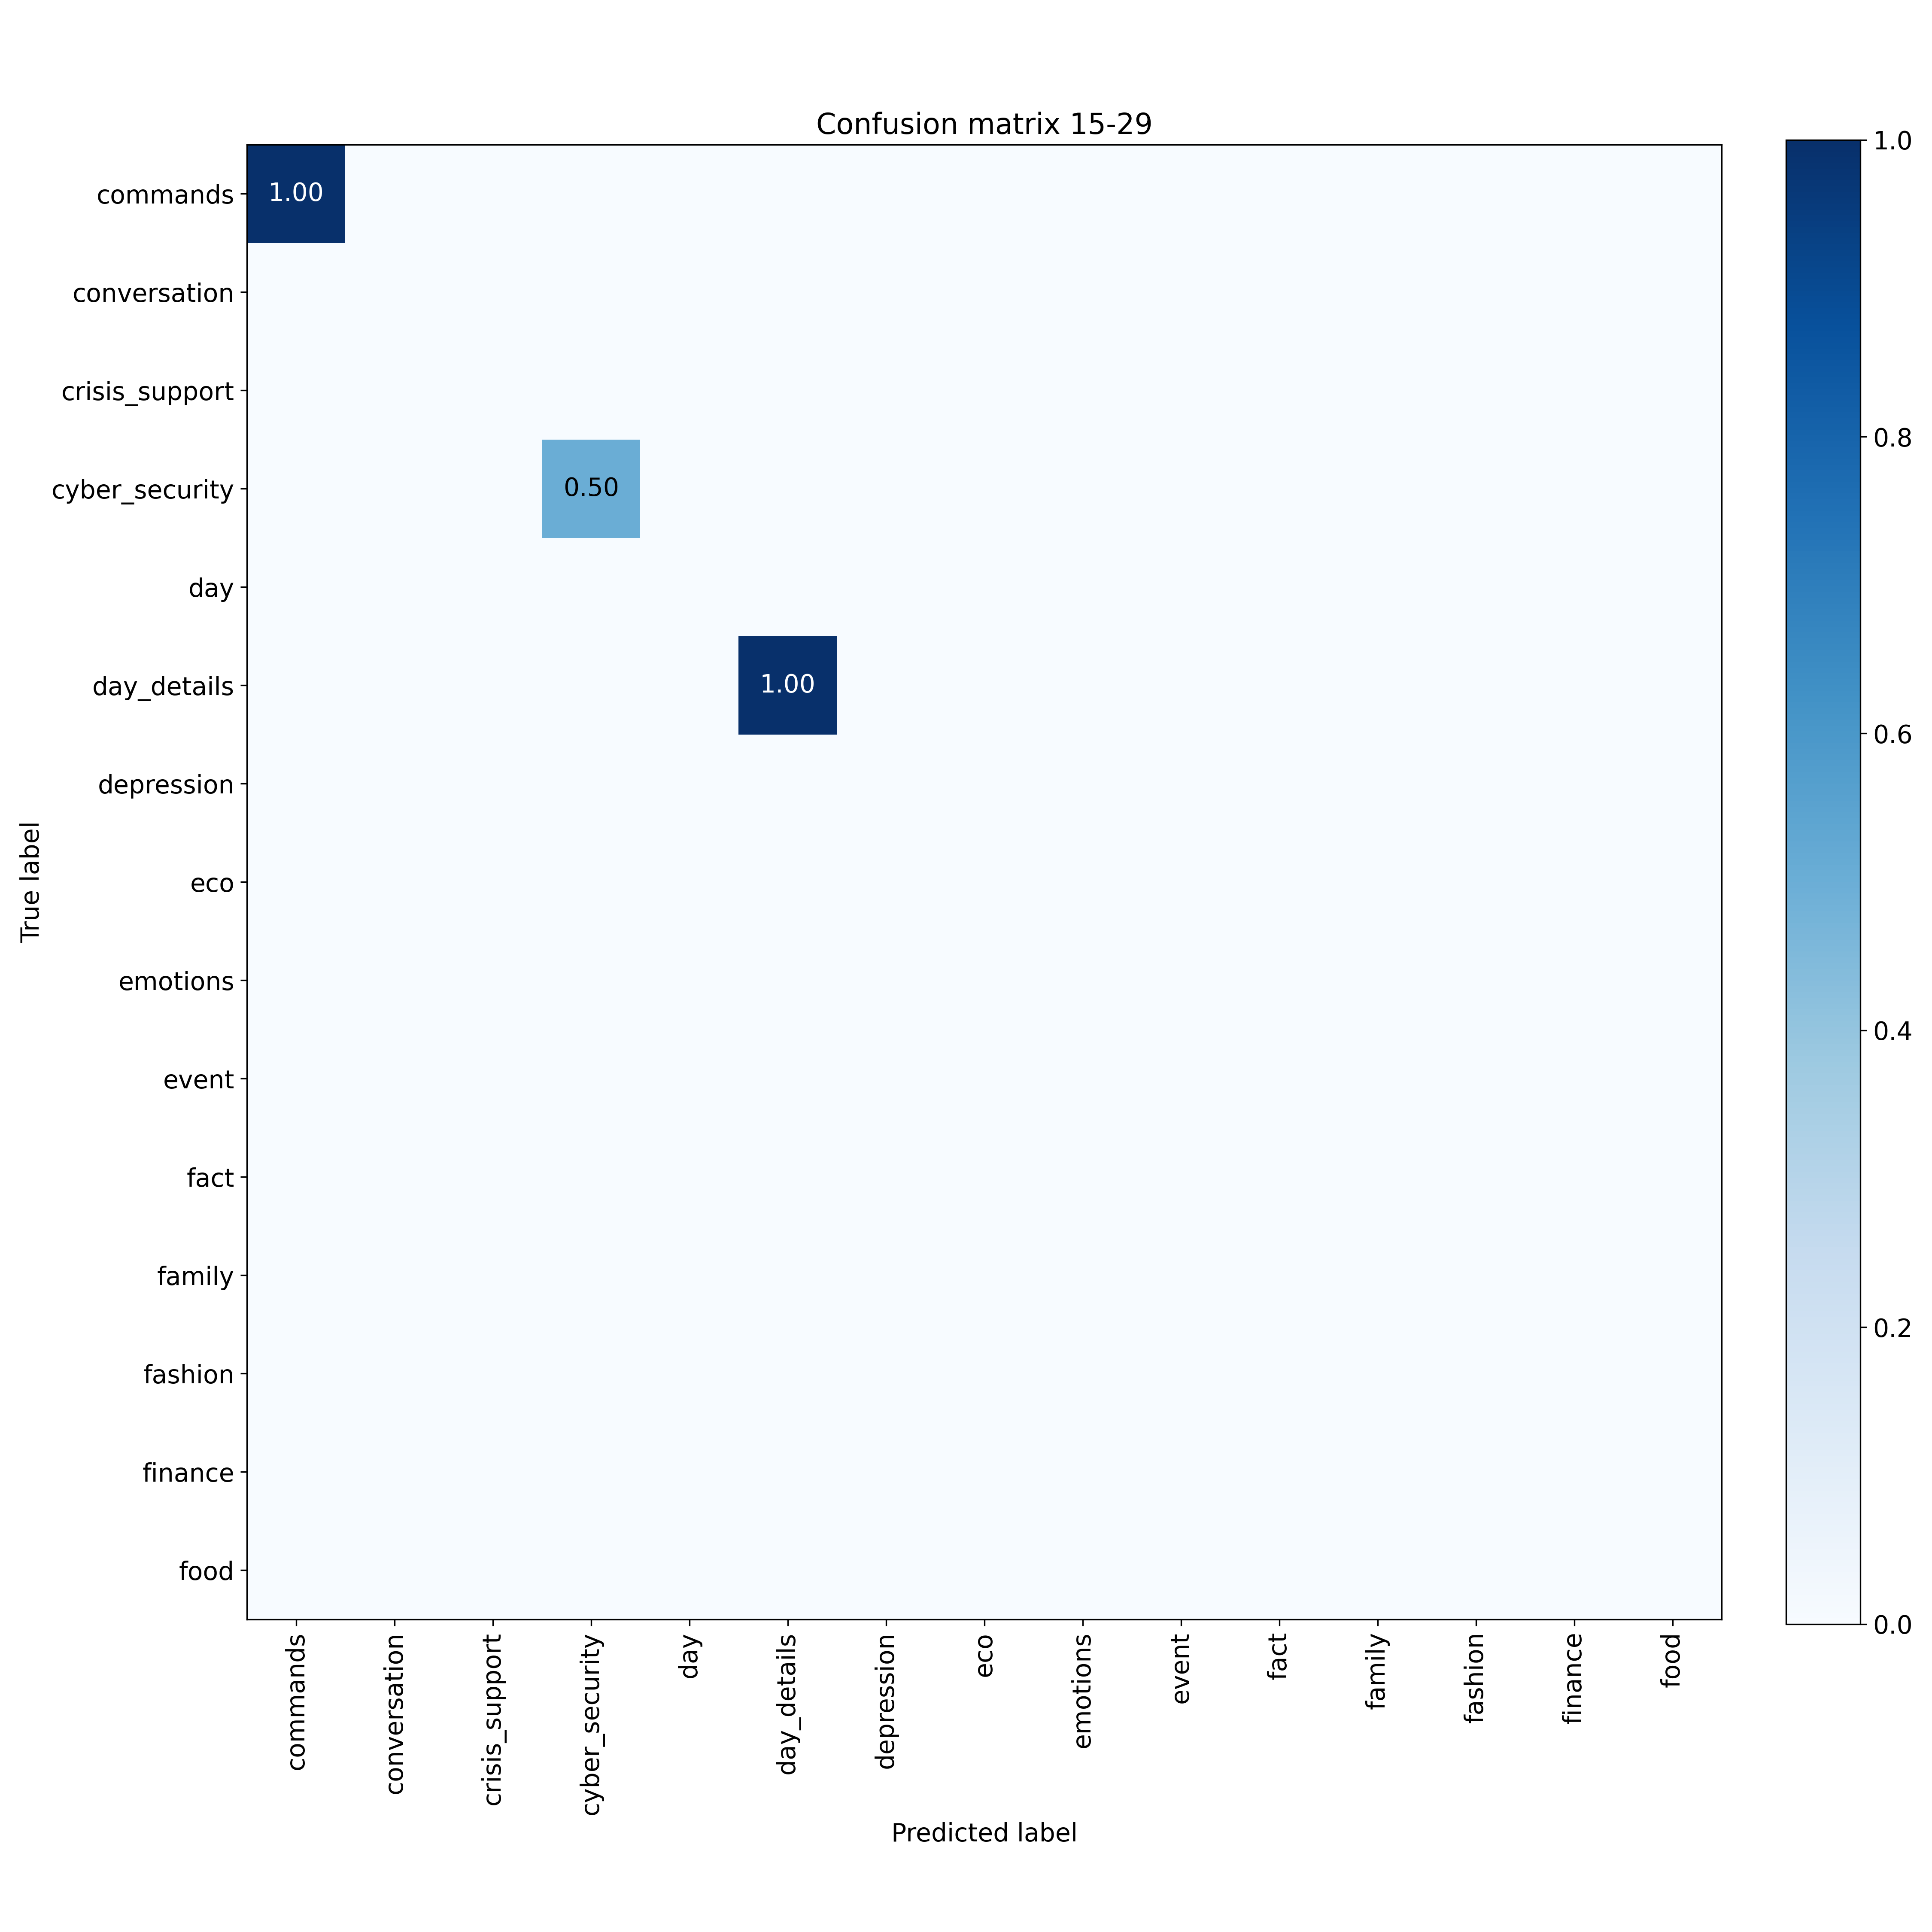 Confusion matrix 15-29
True label
commands
conversation
crisis_support
cyber_security
day
day_details
depression
eco
emotions
event
fact
family
fashion
finance
food
1.00
0.50
1.00
commands
conversation
crisis_support
cyber_security
day
day_details
depression
eco
emotions
event
fact
family
fashion
finance
food
Predicted label
1.0
0.8
0.6
0.4
0.2
0.0